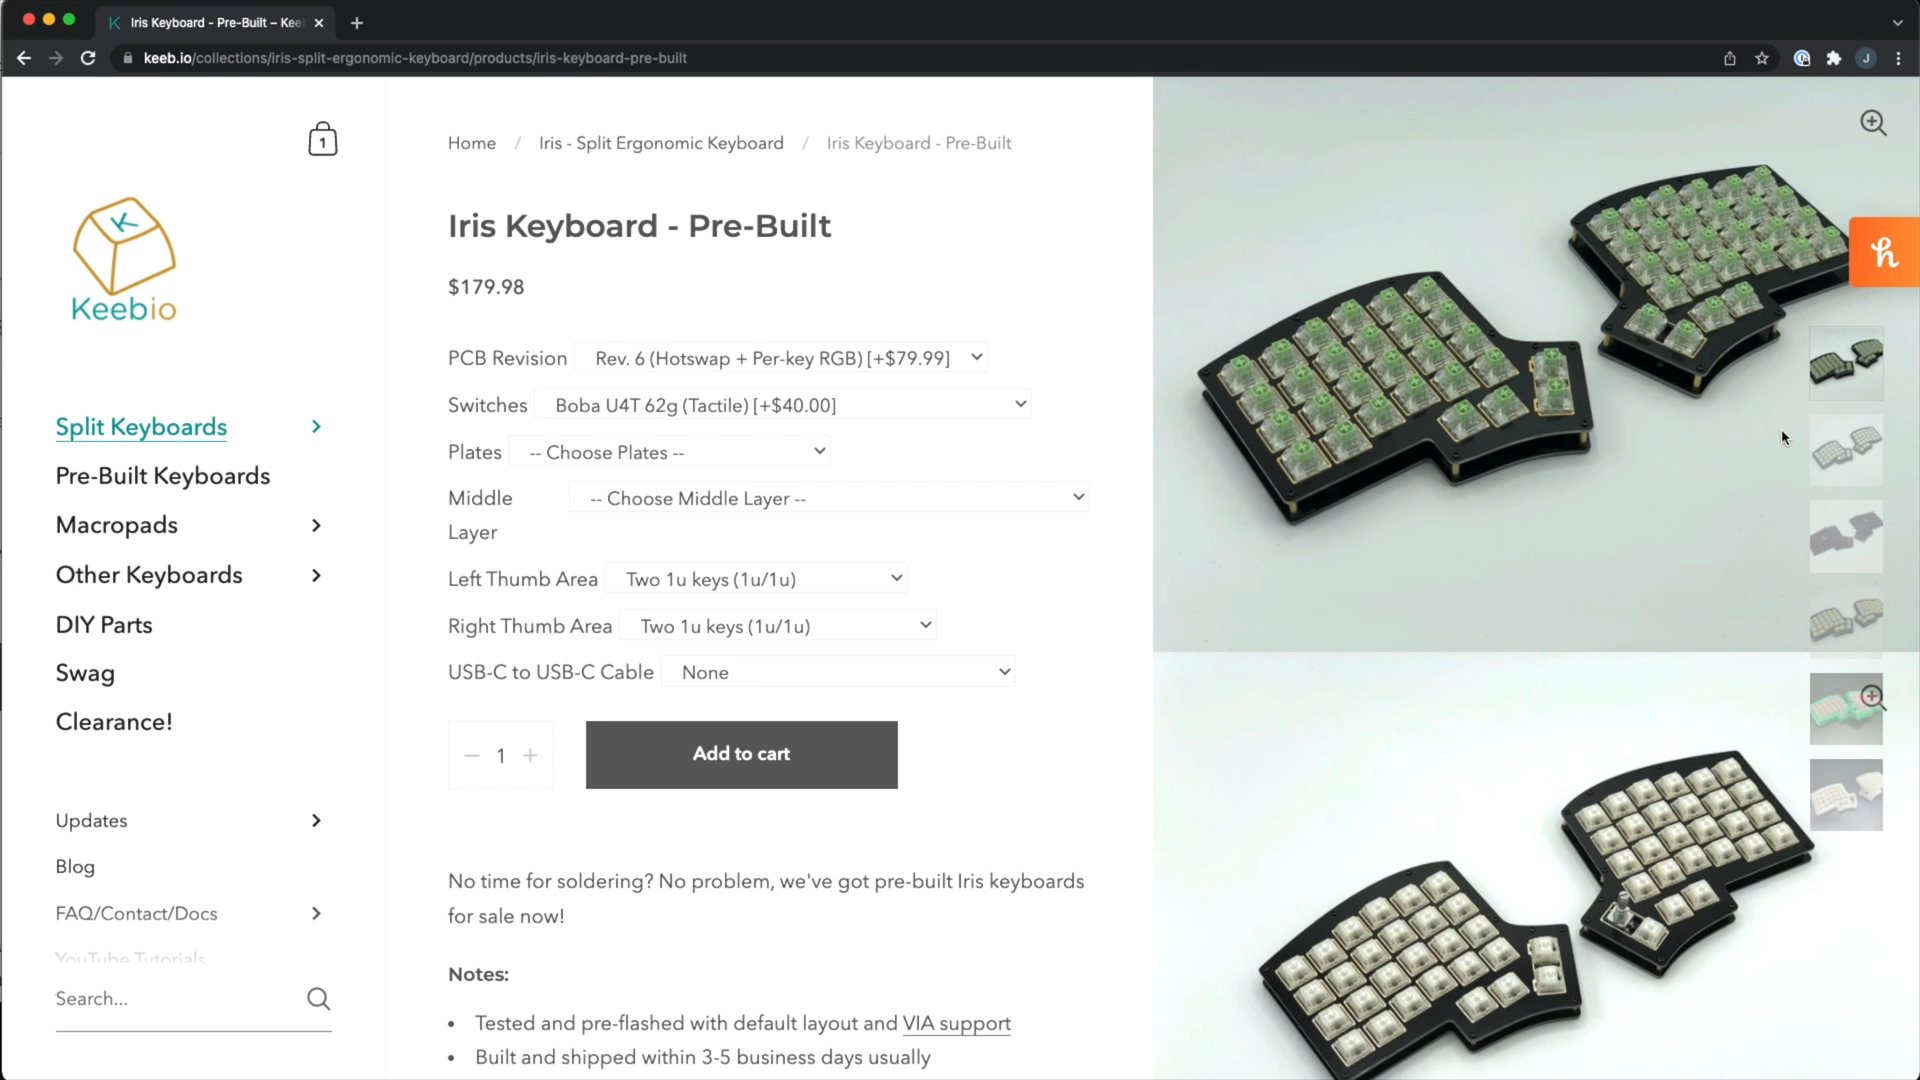 Iris Keyboard - Pre-Built – Kee
keeb.io/collections/iris-split-ergonomic-keyboard/products/iris-keyboard-pre-built
J
1
K
Keebio
Split Keyboards
Pre-Built Keyboards
Macropads
Other Keyboards
DIY Parts
Swag
Clearance!
Updates
Blog
FAQ/Contact/Docs
YouTube Tutorials
Search...
Home / Iris - Split Ergonomic Keyboard / Iris Keyboard - Pre-Built
Iris Keyboard - Pre-Built
$179.98
PCB Revision Rev. 6 (Hotswap + Per-key RGB) [+$79.99]
Switches Boba U4T 62g (Tactile) [+$40.00]
Plates -- Choose Plates --
Middle Layer -- Choose Middle Layer --
Left Thumb Area Two 1u keys (1u/1u)
Right Thumb Area Two 1u keys (1u/1u)
USB-C to USB-C Cable None
— 1 +
Add to cart
No time for soldering? No problem, we've got pre-built Iris keyboards
for sale now!
Notes:
• Tested and pre-flashed with default layout and VIA support
• Built and shipped within 3-5 business days usually
h